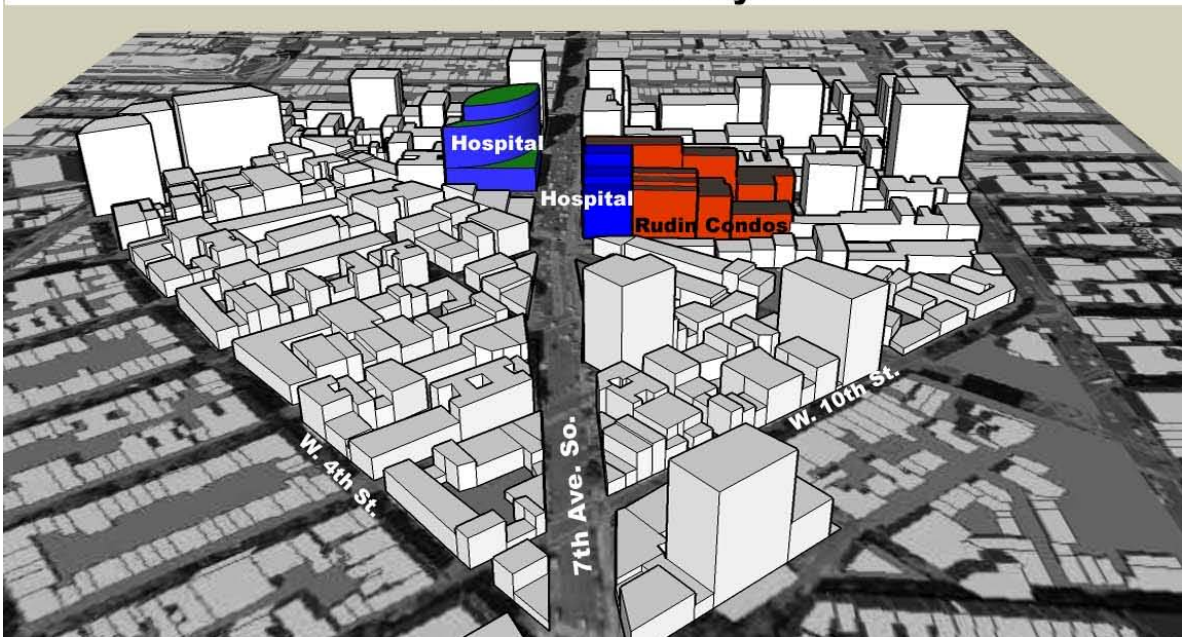 Hospital
Hospital
Rudin Condos
W. 10th St.
W. 4th St.
7th Ave. So.